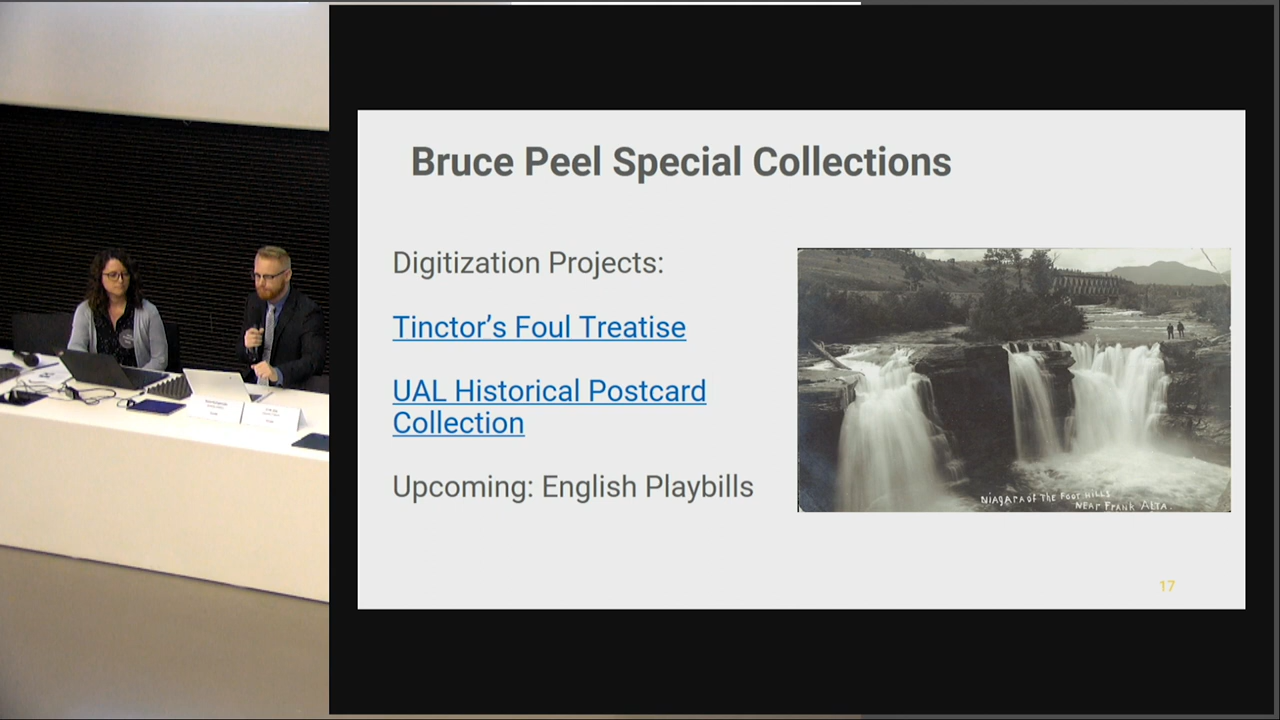 Bruce Peel Special Collections
Digitization Projects:
Tinctor's Foul Treatise
UAL Historical Postcard
Collection
Upcoming: English Playbills
NIAGARA OF THE FOOT HILLS
NEAR FRANK ALTA.
17